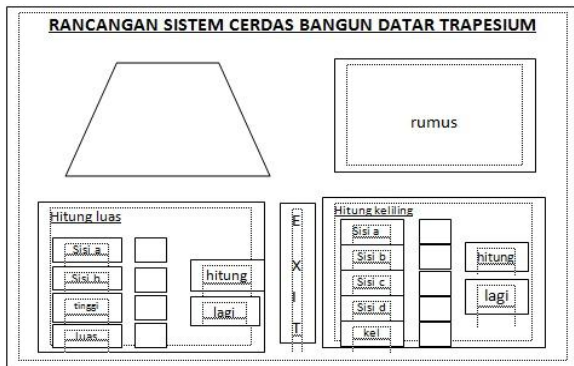 RANCANGAN SISTEM CERDAS BANGUN DATAR TRAPESIUM
rumus
Hitung luas
Sisi a
Sisi b
tinggi
luas
hitung
lagi
E
X
I
T
Hitung keliling
Sisi a
Sisi b
Sisi c
Sisi d
kel
hitung
lagi